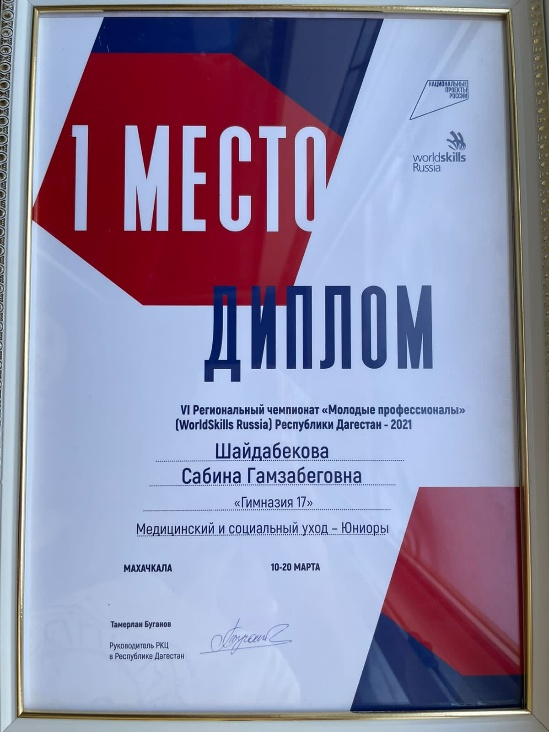 НАЦИОНАЛЬНЫЕ
ПРОЕКТЫ
РОССИИ
worldskills
Russia
1 МЕСТО
ДИПЛОМ
VI Региональный чемпионат «Молодые профессионалы»
(WorldSkills Russia) Республики Дагестан - 2021
Шайдабекова
Сабина Гамзабеговна
«Гимназия 17»
Медицинский и социальный уход – Юниоры
МАХАЧКАЛА 10-20 МАРТА
Тамерлан Буганов
Руководитель РКЦ
в Республике Дагестан